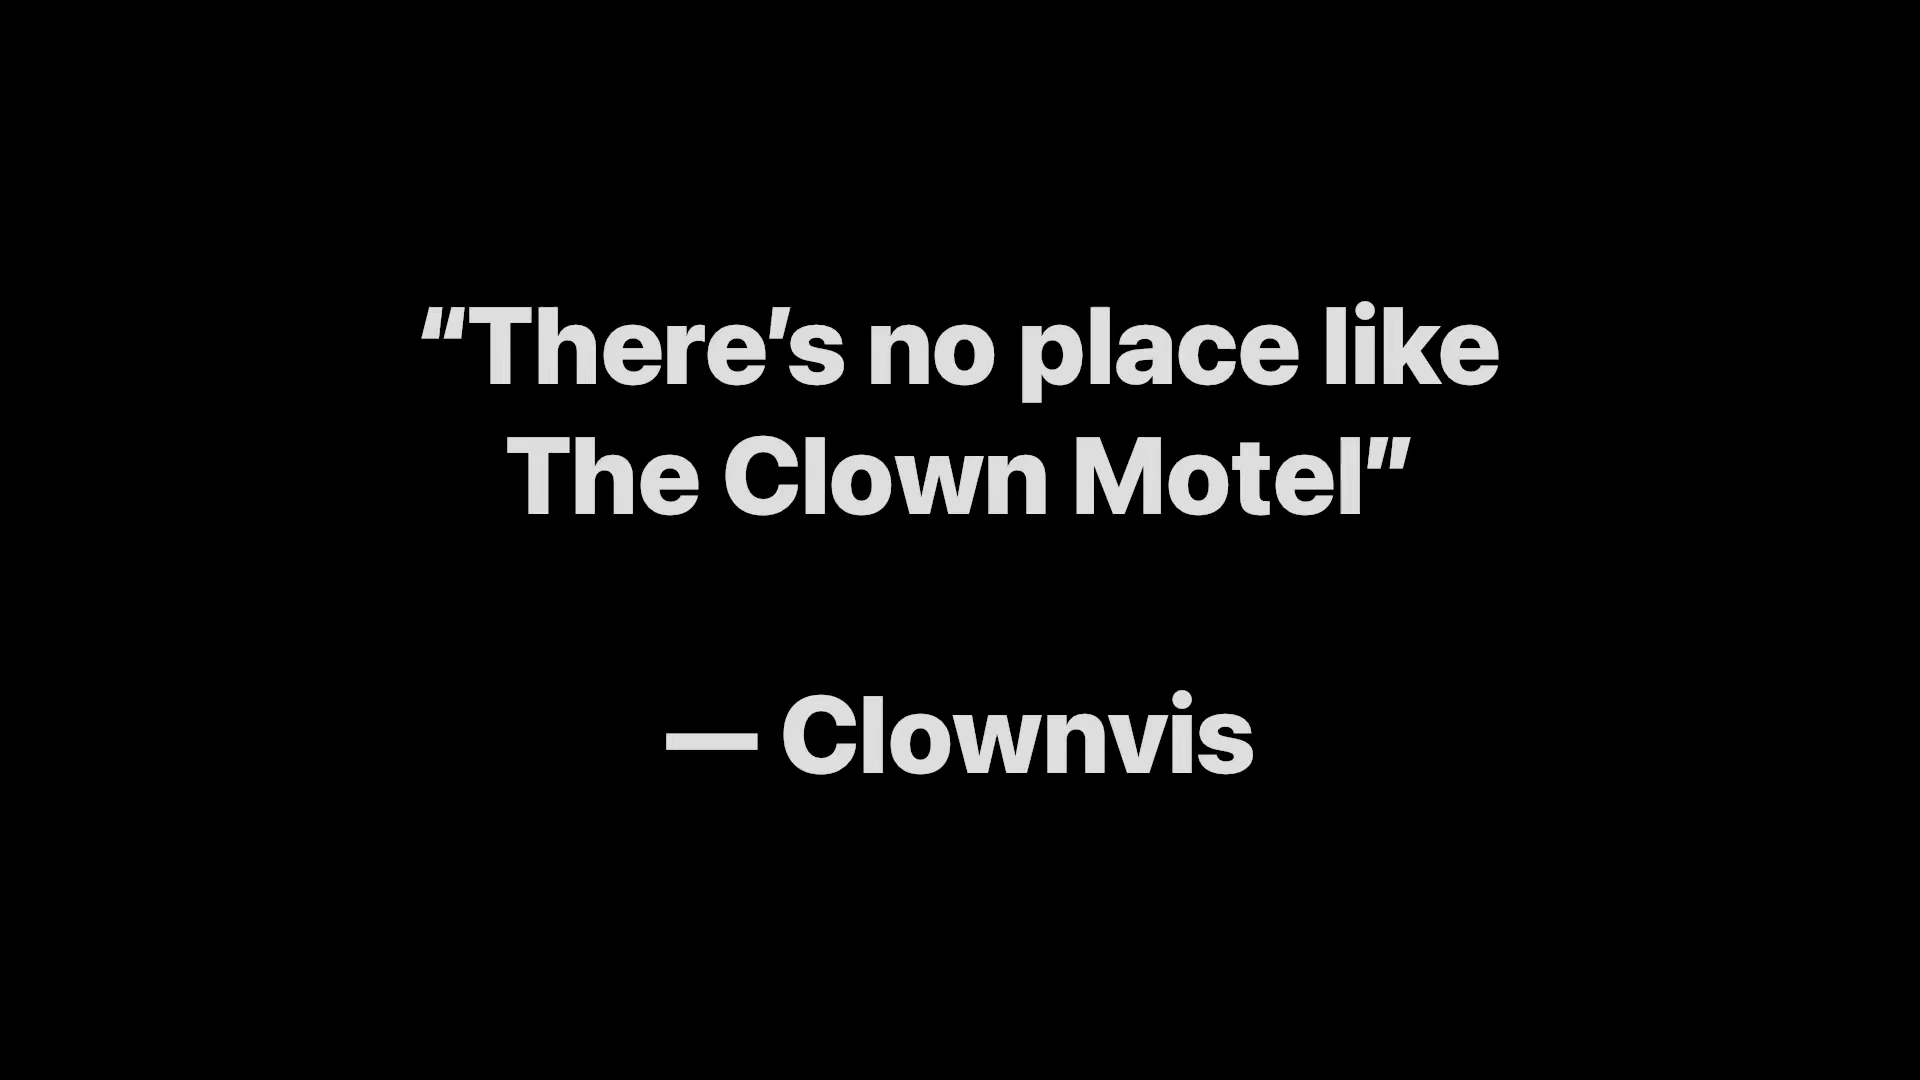 “There’s no place like
The Clown Motel”
— Clownvis